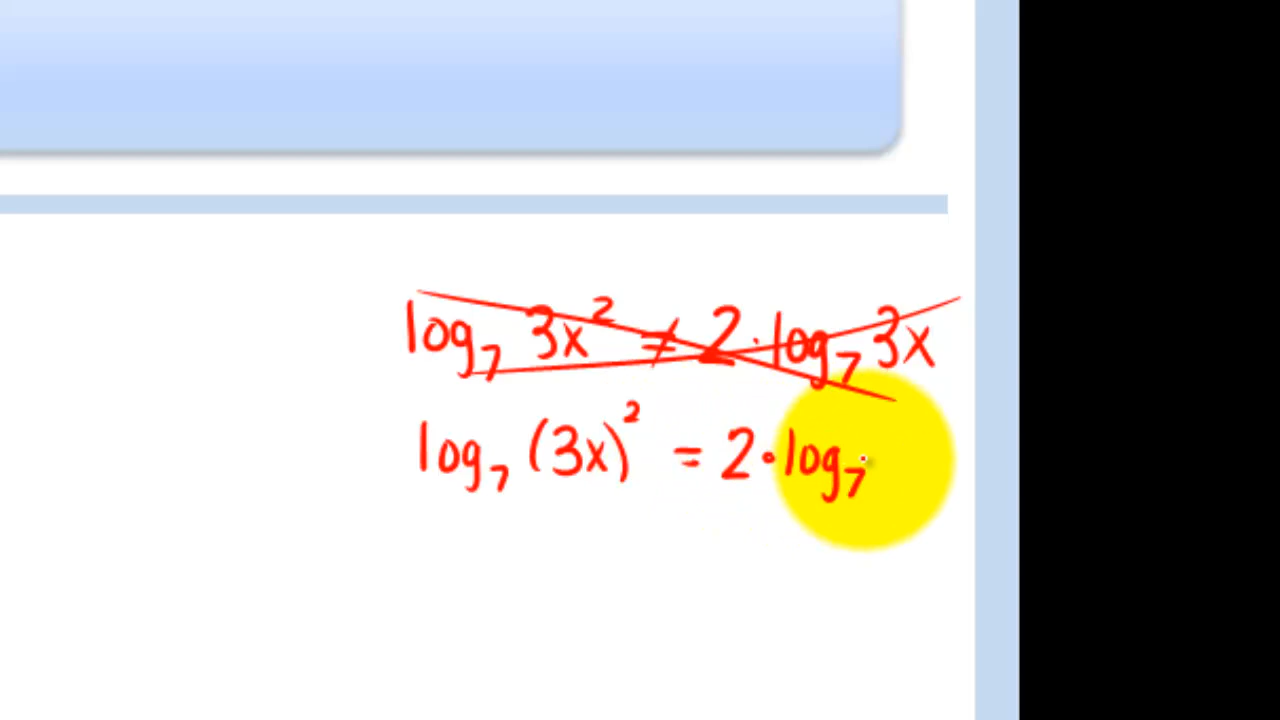 log₇ 3x² ≠ 2·log₇ 3x
log₇ (3x)² = 2·log₇